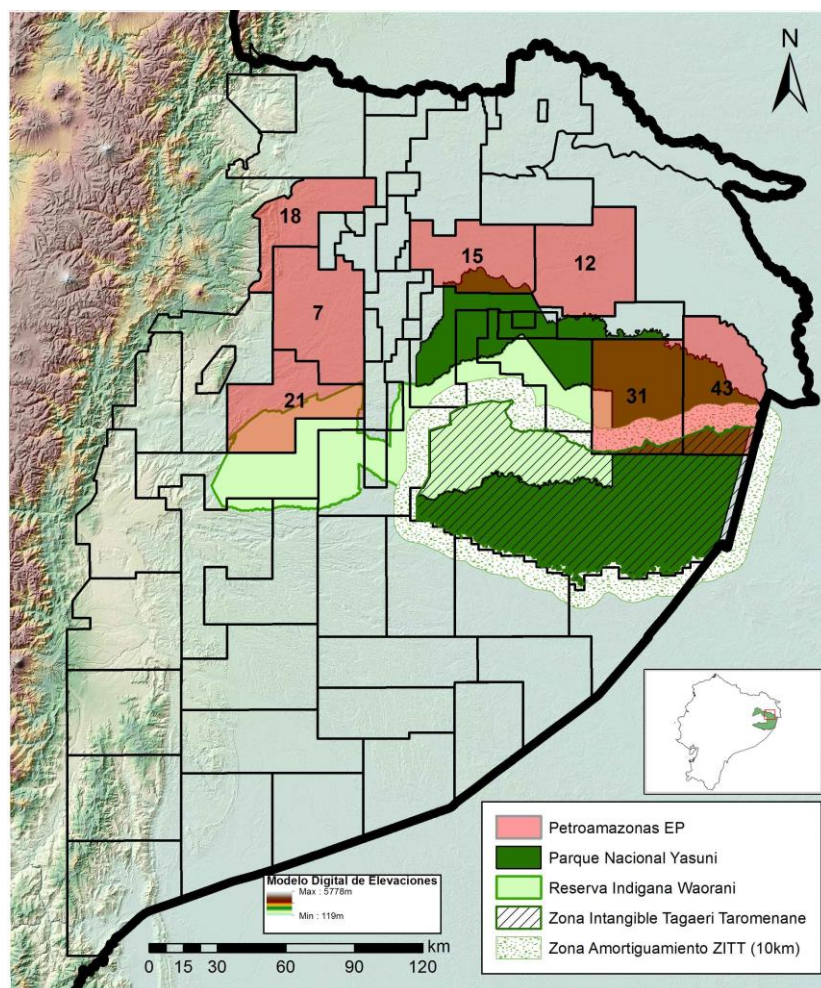 N
18
15
12
7
31
43
21
Petroamazonas EP
Parque Nacional Yasuni
Reserva Indigana Waorani
Zona Intangible Tagaeri Taromenane
Zona Amortiguamiento ZITT (10km)
Modelo Digital de Elevaciones
Max : 5778m
Min : 119m
km
0 15 30 60 90 120